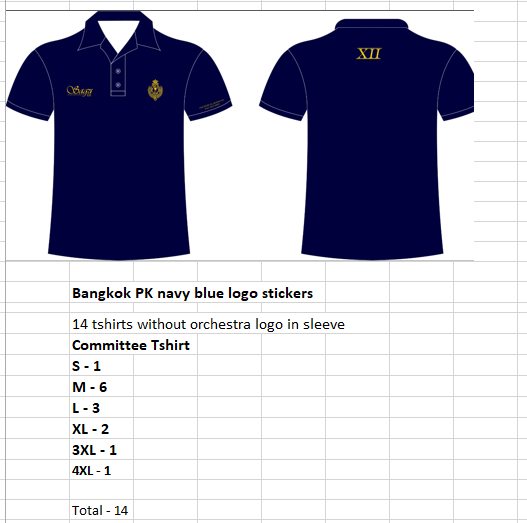 XII
Sagy
Bangkok PK navy blue logo stickers
14 tshirts without orchestra logo in sleeve
Committee Tshirt
S - 1
M - 6
L - 3
XL - 2
3XL - 1
4XL - 1
Total - 14